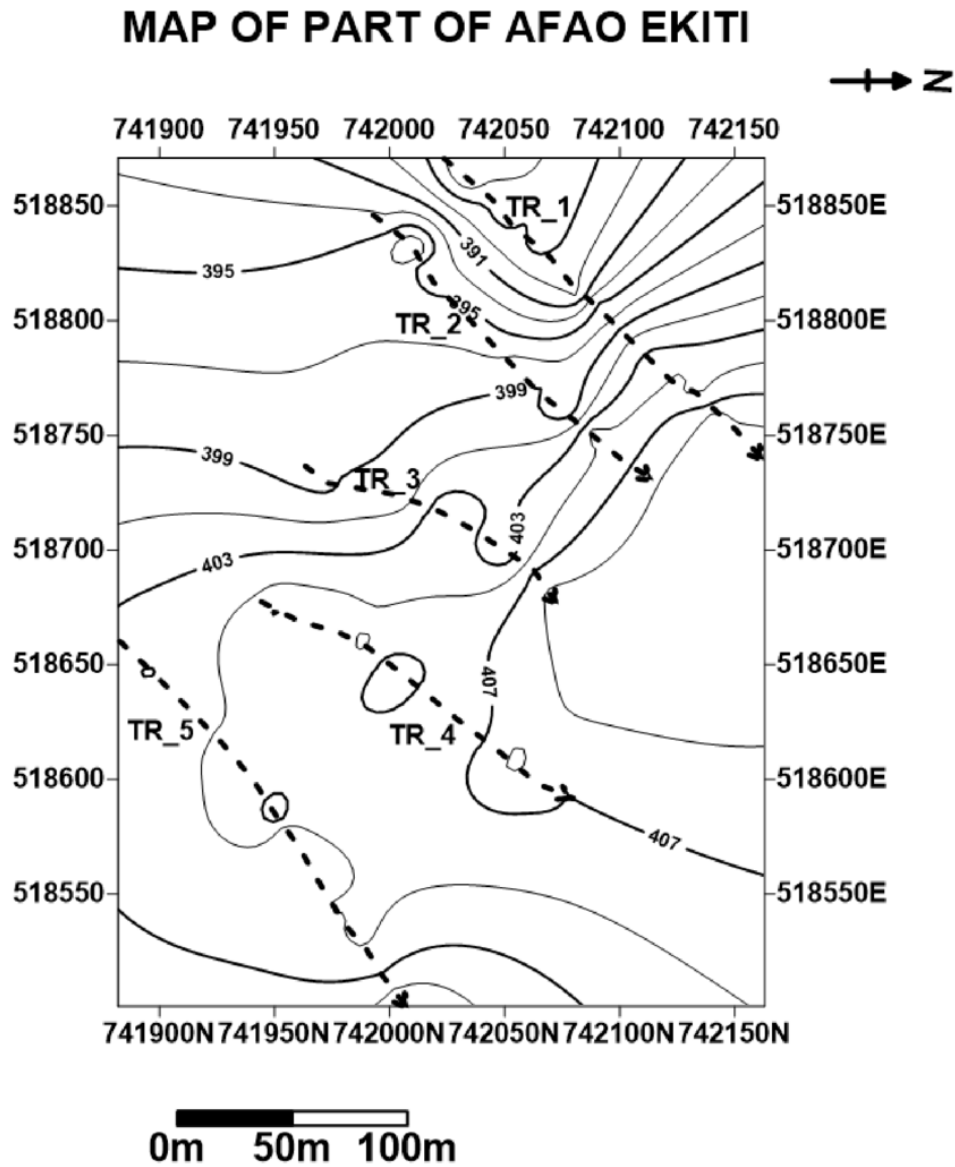 MAP OF PART OF AFAO EKITI
N
741900 741950 742000 742050 742100 742150
518850 518850E
TR_1
391
395
395
518800 518800E
TR_2
399
518750 518750E
399
TR_3
403
518700 518700E
403
518650 518650E
407
TR_5 TR_4
518600 518600E
407
518550 518550E
741900N 741950N 742000N 742050N 742100N 742150N
0m 50m 100m